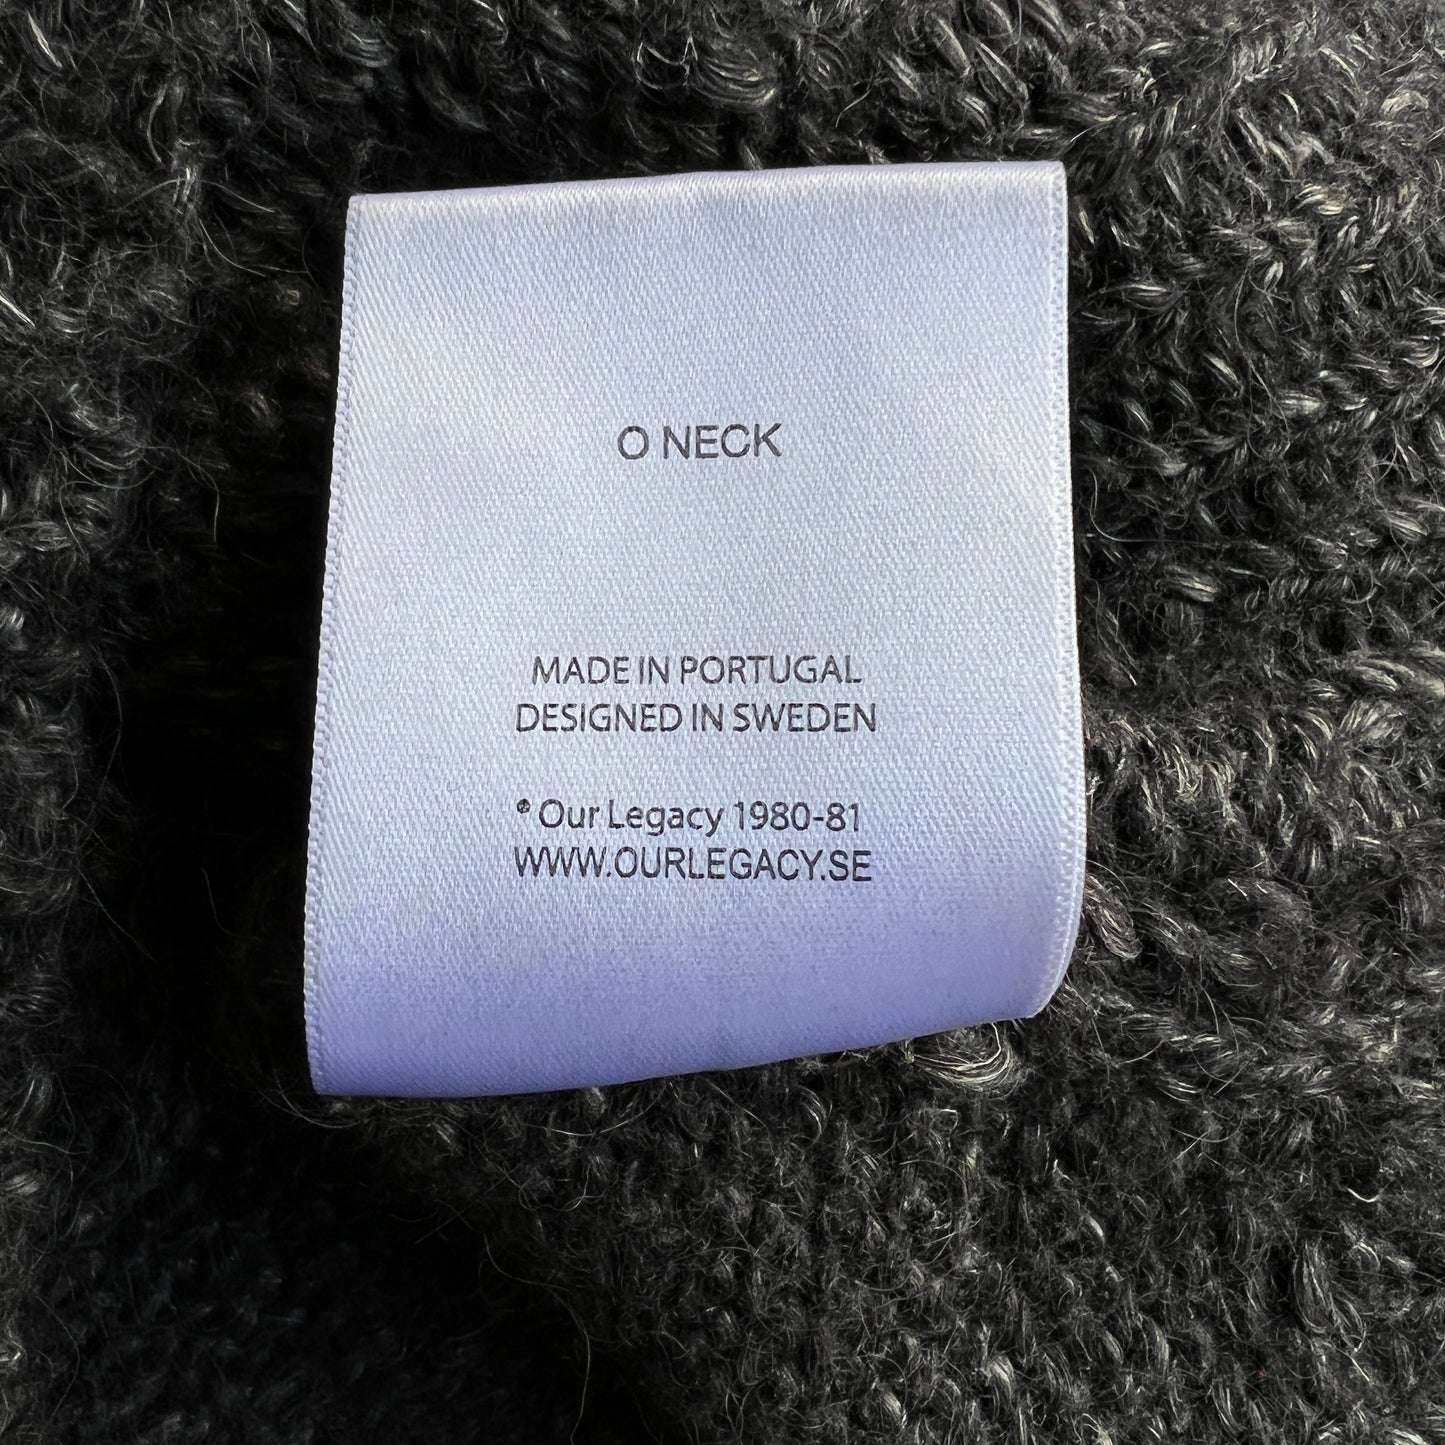 O NECK
MADE IN PORTUGAL
DESIGNED IN SWEDEN
® Our Legacy 1980-81
WWW.OURLEGACY.SE